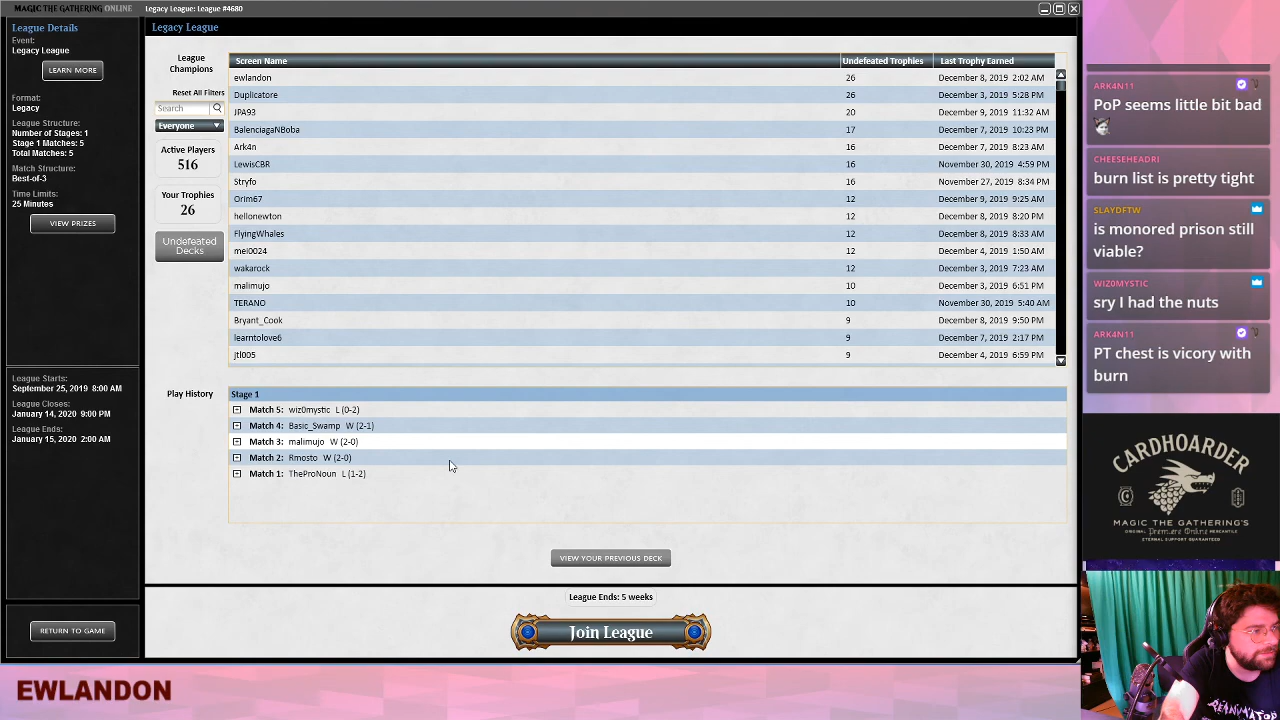 MAGIC THE GATHERING ONLINE
Legacy League: League #4680
League Details
Event:
Legacy League
LEARN MORE
Format:
Legacy
League Structure:
Number of Stages: 1
Stage 1 Matches: 5
Total Matches: 5
Match Structure:
Best-of-3
Time Limits:
25 Minutes
VIEW PRIZES
League Starts:
September 25, 2019 8:00 AM
League Closes:
January 14, 2020 9:00 PM
League Ends:
January 15, 2020 2:00 AM
RETURN TO GAME
Legacy League
League
Champions
Reset All Filters
Search
Everyone
Active Players
516
Your Trophies
26
Undefeated
Decks
Screen Name Undefeated Trophies Last Trophy Earned
ewlandon 26 December 8, 2019 2:02 AM
Duplicatore 26 December 3, 2019 5:28 PM
JPA93 20 December 9, 2019 11:32 AM
BalenciagaNBoba 17 December 7, 2019 10:23 PM
Ark4n 16 December 7, 2019 8:23 AM
LewisCBR 16 November 30, 2019 4:59 PM
Stryfo 16 November 27, 2019 8:34 PM
Orim67 12 December 9, 2019 9:25 AM
hellonewton 12 December 8, 2019 8:20 PM
FlyingWhales 12 December 8, 2019 8:33 AM
mel0024 12 December 4, 2019 1:50 AM
wakarock 12 December 3, 2019 7:23 AM
malimujo 10 December 3, 2019 6:51 PM
TERANO 10 November 30, 2019 5:40 AM
Bryant_Cook 9 December 8, 2019 9:50 PM
learntolove6 9 December 7, 2019 2:17 PM
jtl005 9 December 4, 2019 6:59 PM
Play History
Stage 1
Match 5: wiz0mystic L (0-2)
Match 4: Basic_Swamp W (2-1)
Match 3: malimujo W (2-0)
Match 2: Rmosto W (2-0)
Match 1: TheProNoun L (1-2)
VIEW YOUR PREVIOUS DECK
League Ends: 5 weeks
Join League
EWLANDON
ARK4N11
PoP seems little bit bad
CHEESEHEADRI
burn list is pretty tight
SLAYDFTW
is monored prison still
viable?
WIZ0MYSTIC
sry I had the nuts
ARK4N11
PT chest is vicory with
burn
CARDHOARDER
MAGIC THE GATHERING'S
ORIGINAL Premiere Online MERCANTILE
ETERNAL SUPPORT GUARANTEED
REANIMATOR